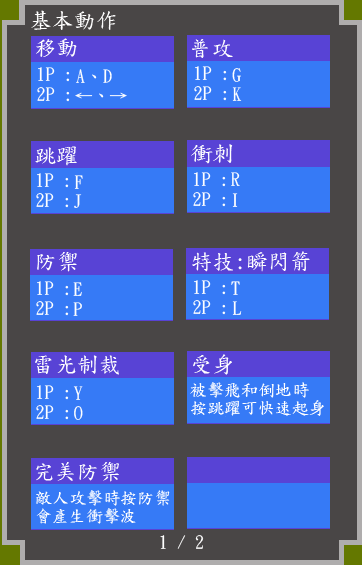 基本動作
移動
1P :A、D
2P :←、→
普攻
1P :G
2P :K
跳躍
1P :F
2P :J
衝刺
1P :R
2P :I
防禦
1P :E
2P :P
特技:瞬閃箭
1P :T
2P :L
雷光制裁
1P :Y
2P :O
受身
被擊飛和倒地時
按跳躍可快速起身
完美防禦
敵人攻擊時按防禦
會產生衝擊波
1 / 2